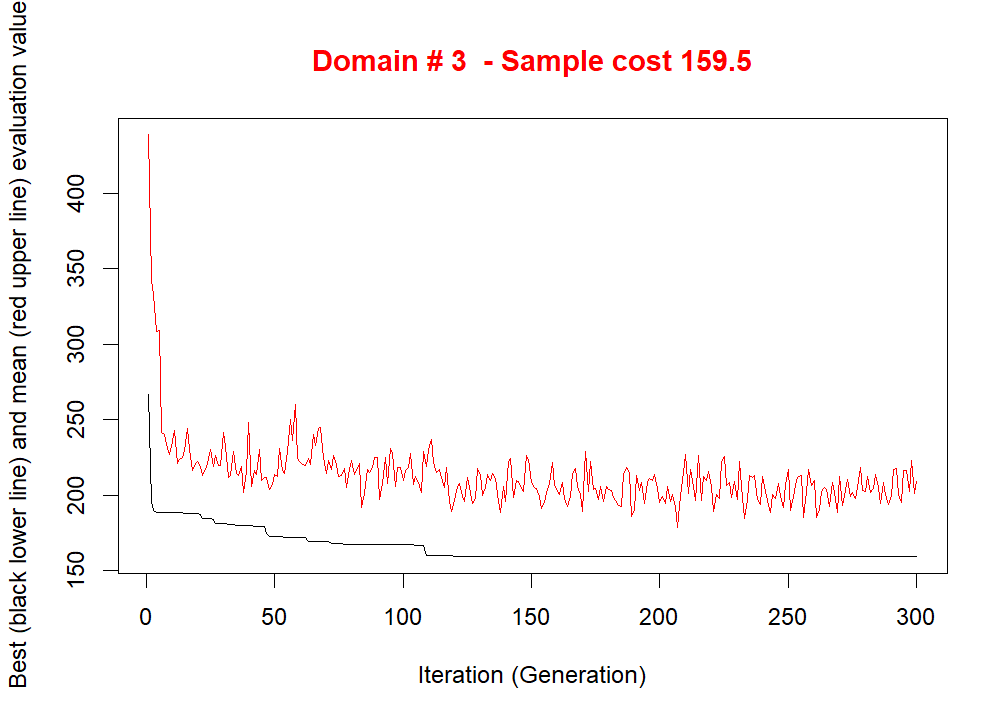 Domain # 3  - Sample cost 159.5
Best (black lower line) and mean (red upper line) evaluation value
400
350
300
250
200
150
0 50 100 150 200 250 300
Iteration (Generation)